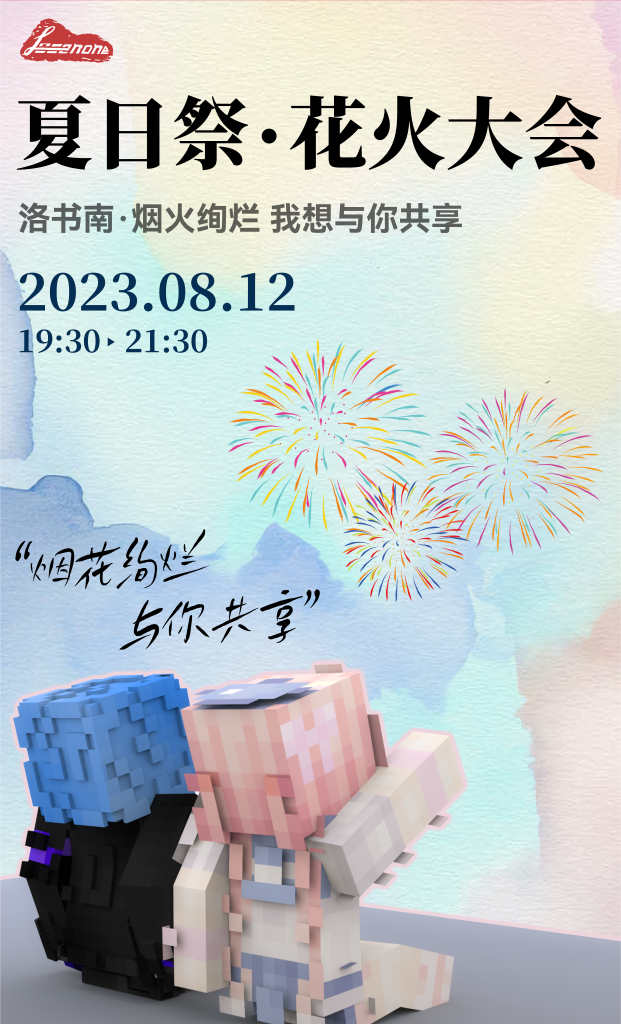 Lossnone
夏日祭·花火大会
洛书南·烟火绚烂 我想与你共享
2023.08.12
19:30▸21:30
“烟花绚烂
与你共享”